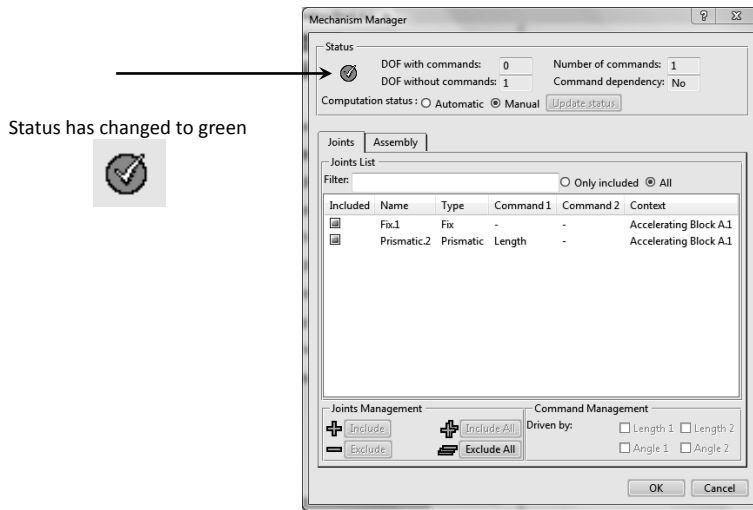 Mechanism Manager
Status
DOF with commands: 0 Number of commands: 1
DOF without commands: 1 Command dependency: No
Computation status : Automatic Manual Update status
Status has changed to green
Joints Assembly
Joints List
Filter: Only included All
Included Name Type Command 1 Command 2 Context
Fix.1 Fix - - Accelerating Block A.1
Prismatic.2 Prismatic Length - Accelerating Block A.1
Joints Management Command Management
Include Include All Driven by: Length 1 Length 2
Exclude Exclude All Angle 1 Angle 2
OK Cancel